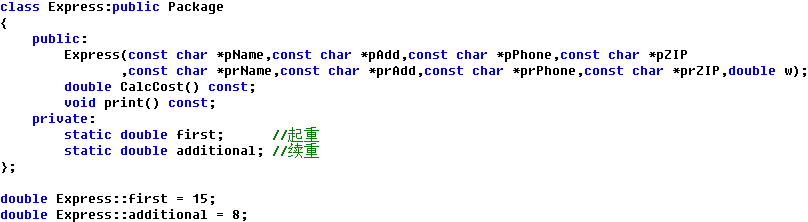 class Express:public Package
{
    public:
        Express(const char *pName,const char *pAdd,const char *pPhone,const char *pZIP
               ,const char *prName,const char *prAdd,const char *prPhone,const char *prZIP,double w);
        double CalcCost() const;
        void print() const;
    private:
        static double first;      //起重
        static double additional; //续重
};
double Express::first = 15;
double Express::additional = 8;